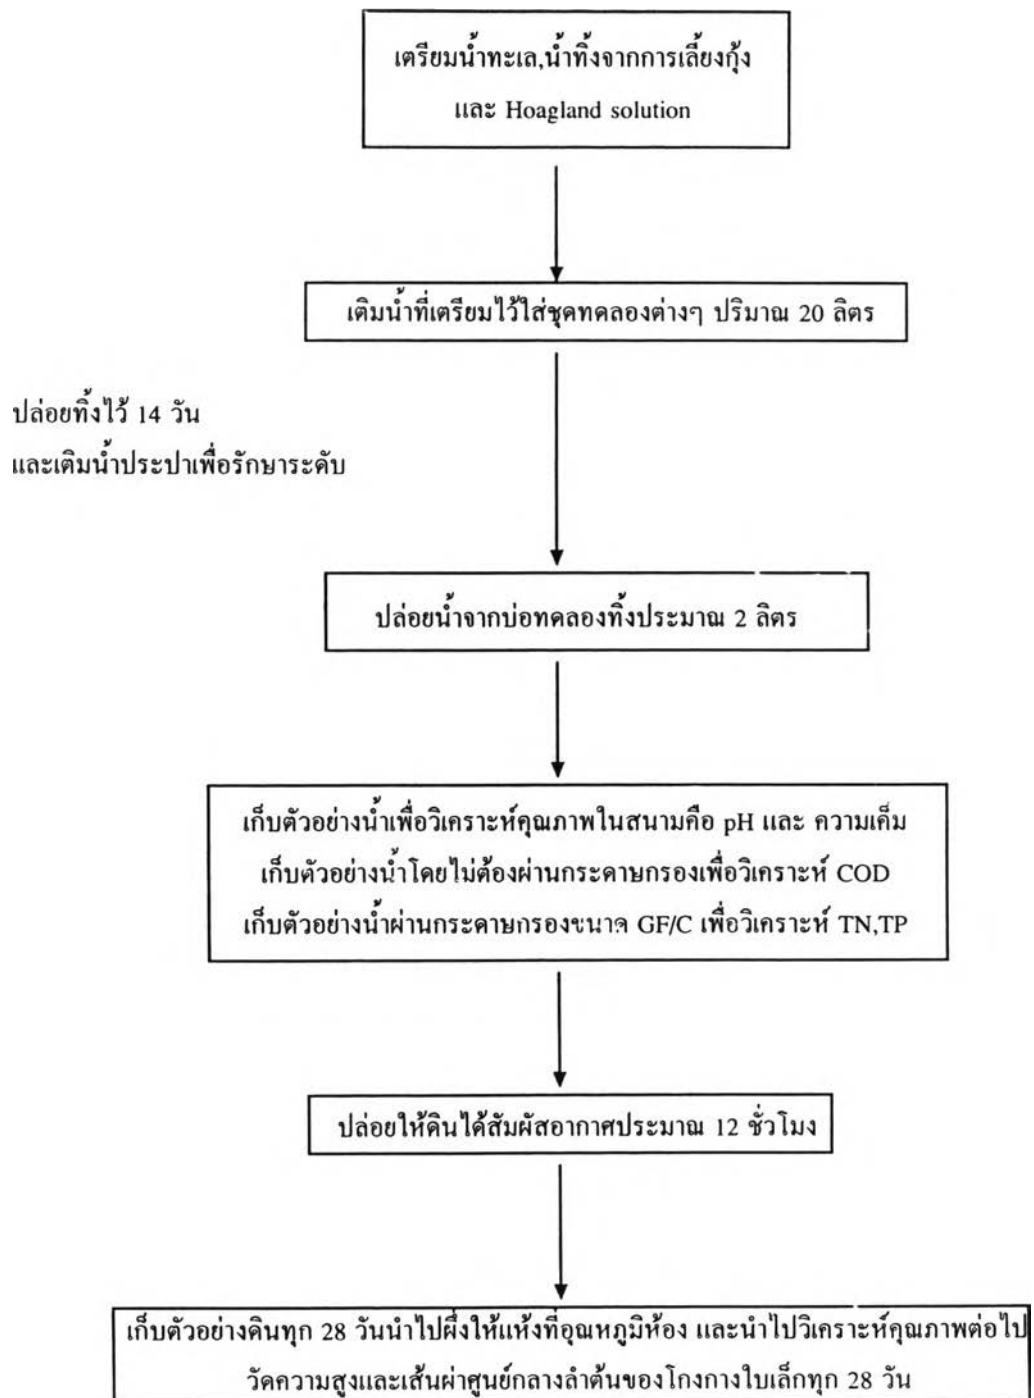 เตรียมน้ำทะเล,น้ำทิ้งจากการเลี้ยงกุ้ง
และ Hoagland solution
เติมน้ำที่เตรียมไว้ใส่ชุดทดลองต่างๆ ปริมาณ 20 ลิตร
ปล่อยทิ้งไว้ 14 วัน
และเติมน้ำประปาเพื่อรักษาระดับ
ปล่อยน้ำจากบ่อทดลองทิ้งประมาณ 2 ลิตร
เก็บตัวอย่างน้ำเพื่อวิเคราะห์คุณภาพในสนามคือ pH และ ความเค็ม
เก็บตัวอย่างน้ำโดยไม่ต้องผ่านกระดาษกรองเพื่อวิเคราะห์ COD
เก็บตัวอย่างน้ำผ่านกระดาษกรองขนาด GF/C เพื่อวิเคราะห์ TN,TP
ปล่อยให้ดินได้สัมผัสอากาศประมาณ 12 ชั่วโมง
เก็บตัวอย่างดินทุก 28 วันนำไปผึ่งให้แห้งที่อุณหภูมิห้อง และนำไปวิเคราะห์คุณภาพต่อไป
วัดความสูงและเส้นผ่าศูนย์กลางลำต้นของโกงกางใบเล็กทุก 28 วัน